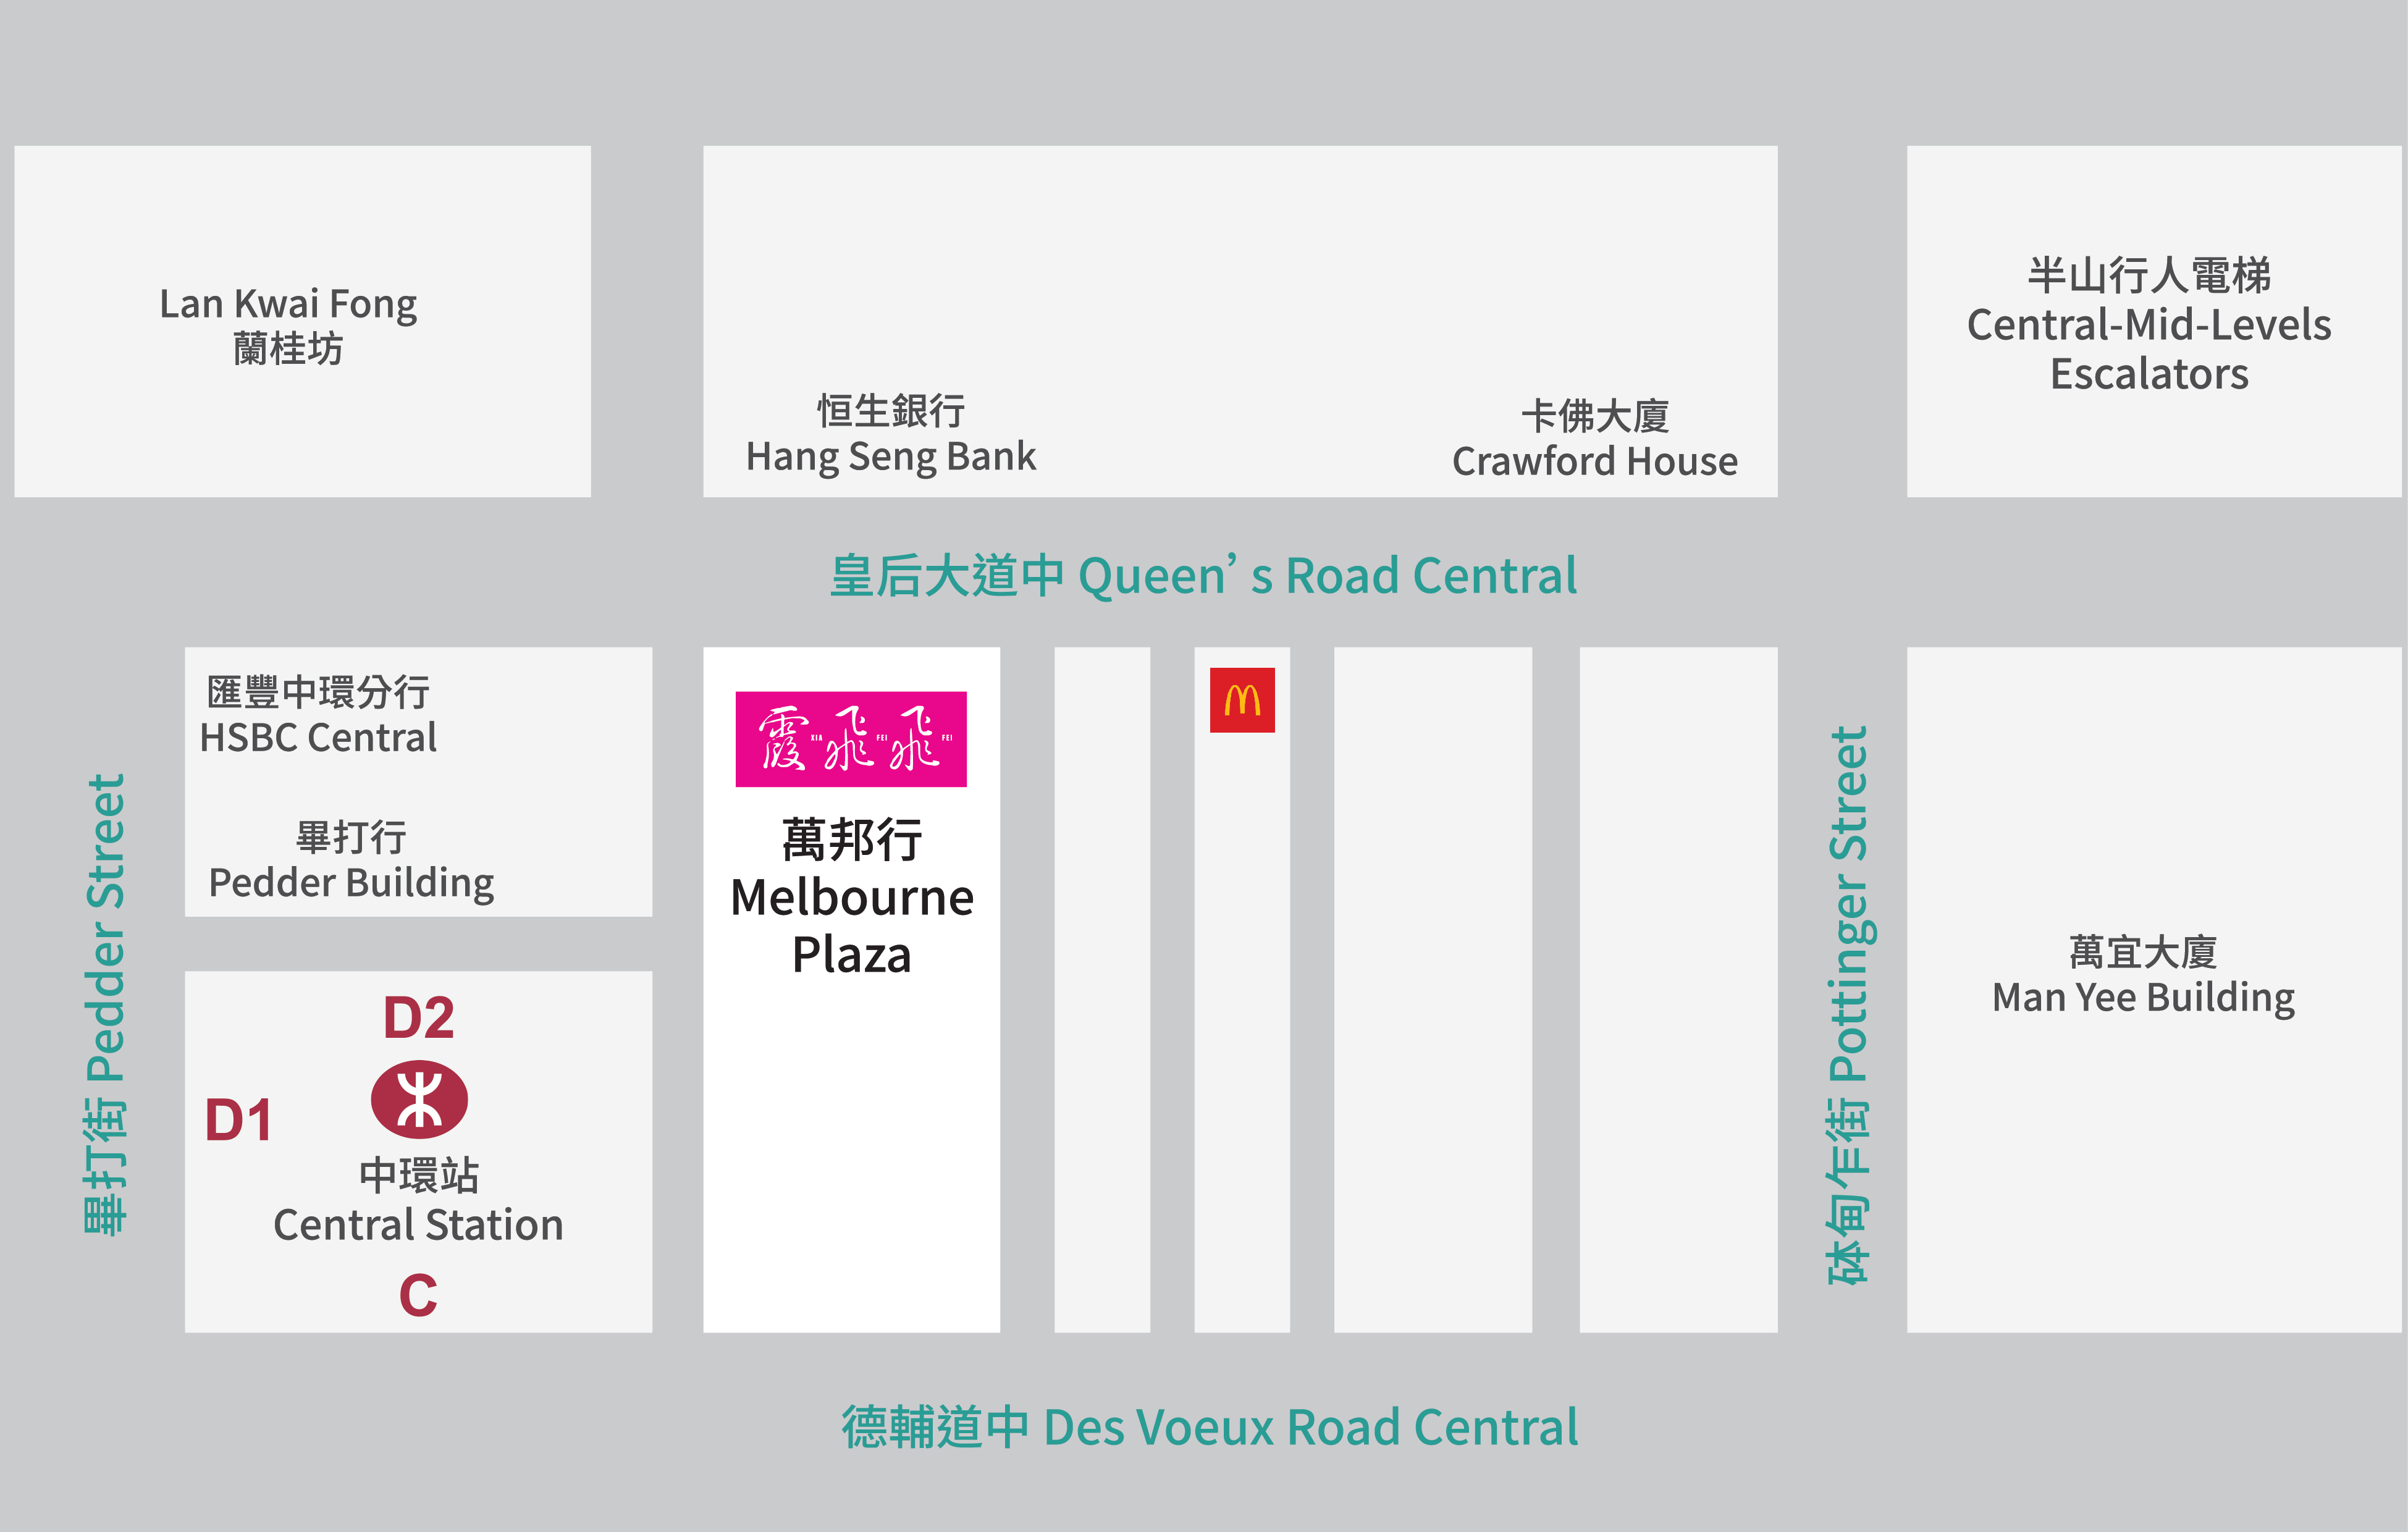 Lan Kwai Fong
蘭桂坊
恒生銀行
Hang Seng Bank
卡佛大廈
Crawford House
半山行人電梯
Central-Mid-Levels
Escalators
皇后大道中 Queen’s Road Central
畢打街 Pedder Street
匯豐中環分行
HSBC Central
畢打行
Pedder Building
D2
D1
中環站
Central Station
C
霞 XIA 飛 FEI 飛 FEI
萬邦行
Melbourne
Plaza
砵甸乍街 Pottinger Street
萬宜大廈
Man Yee Building
德輔道中 Des Voeux Road Central